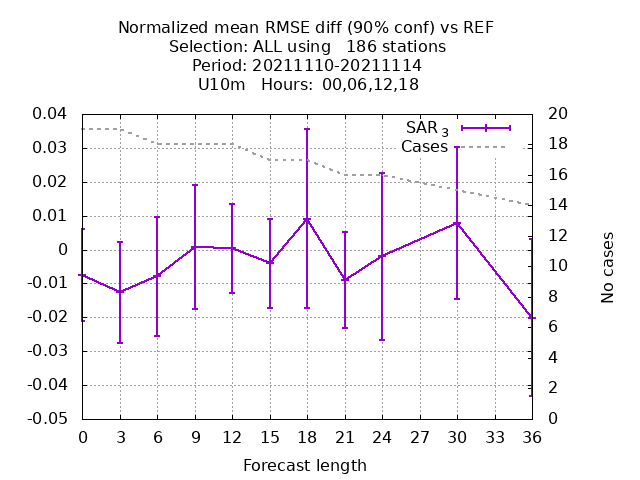 Normalized mean RMSE diff (90% conf) vs REF
Selection: ALL using   186 stations
Period: 20211110-20211114
U10m   Hours: 00,06,12,18
SAR 3
Cases
0.04
0.03
0.02
0.01
0
-0.01
-0.02
-0.03
-0.04
-0.05
20
18
16
14
12
10
8
6
4
2
0
No cases
0 3 6 9 12 15 18 21 24 27 30 33 36
Forecast length